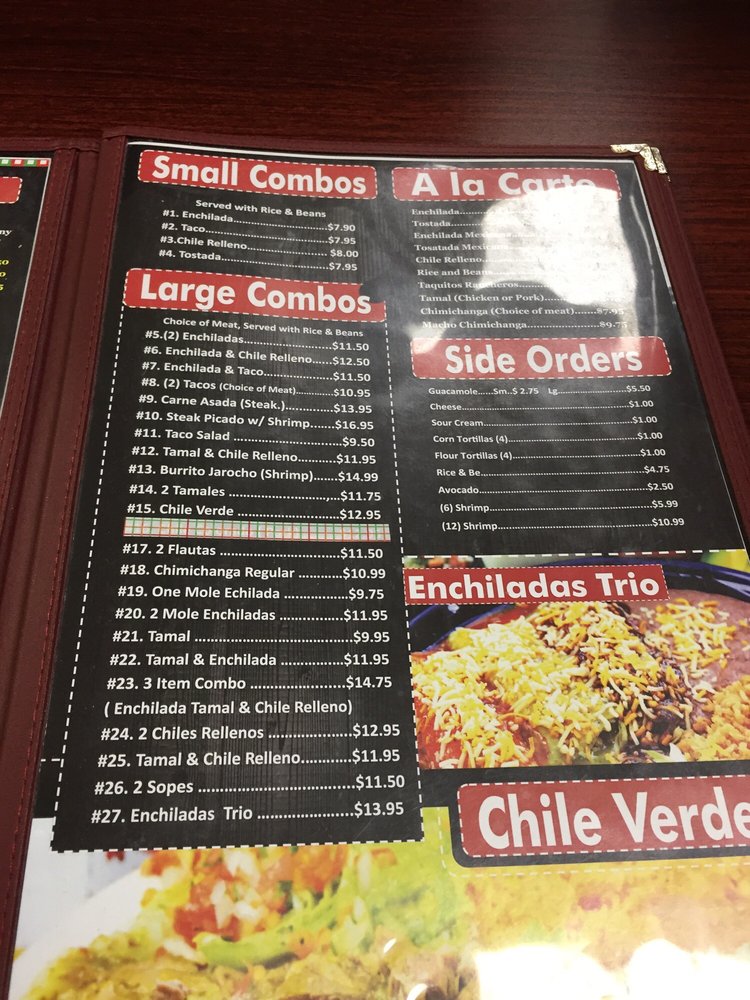 ny
Small Combos
Served with Rice & Beans
#1. Enchilada.....................$7.90
#2. Taco.............................$7.95
#3.Chile Relleno.................... $8.00
#4. Tostada..........................$7.95
Large Combos
Choice of Meat, Served with Rice & Beans
#5.(2) Enchiladas.......................$11.50
#6. Enchilada & Chile Relleno......$12.50
#7. Enchilada & Taco....................$11.50
#8. (2) Tacos (Choice of Meat)..........$10.95
#9. Carne Asada (Steak.)..............$13.95
#10. Steak Picado w/ Shrimp.......$16.95
#11. Taco Salad ..........................$9.50
#12. Tamal & Chile Relleno..........$11.95
#13. Burrito Jarocho (Shrimp).......$14.99
#14. 2 Tamales ........................,...$11.75
#15. Chile Verde ..........................$12.95
#17. 2 Flautas ............................$11.50
#18. Chimichanga Regular ............$10.99
#19. One Mole Echilada .................$9.75
#20. 2 Mole Enchiladas ................$11.95
#21. Tamal ..................................$9.95
#22. Tamal & Enchilada ...............$11.95
#23. 3 Item Combo ......................$14.75
( Enchilada Tamal & Chile Relleno)
#24. 2 Chiles Rellenos ..................$12.95
#25. Tamal & Chile Relleno............$11.95
#26. 2 Sopes ..................................$11.50
#27. Enchiladas Trio ......................$13.95
A la Carte
Enchilada
Tostada
Enchilada Mexicana
Tosatada Mexicana
Chile Relleno
Rice and Beans
Taquitos Rancheros
Tamal (Chicken or Pork)
Chimichanga (Choice of meat).........$7.95
Macho Chimichanga.....................$9.75
Side Orders
Guacamole.....Sm..$ 2.75 Lg......................$5.50
Cheese.....................................................$1.00
Sour Cream..............................................$1.00
Corn Tortillas (4).......................................$1.00
Flour Tortillas (4).......................................$1.00
Rice & Be..................................................$4.75
Avocado...................................................$2.50
(6) Shrimp................................................$5.99
(12) Shrimp..............................................$10.99
Enchiladas Trio
Chile Verde